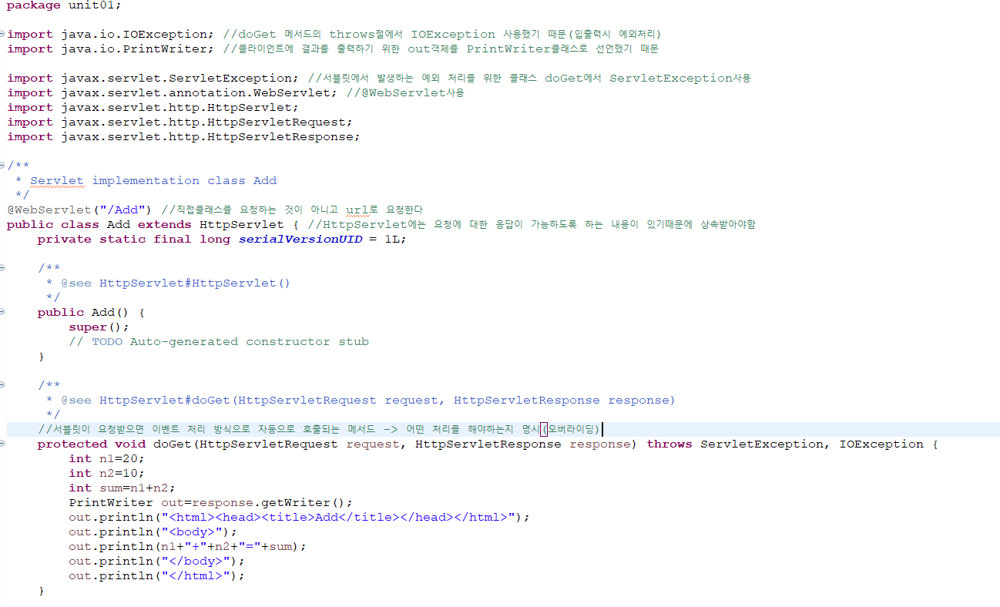 package unit01;
import java.io.IOException; //doGet 메서드의 throws절에서 IOException 사용했기 때문(입출력시 예외처리)
import java.io.PrintWriter; //클라이언트에 결과를 출력하기 위한 out객체를 PrintWriter클래스로 선언했기 때문
import javax.servlet.ServletException; //서블릿에서 발생하는 예외 처리를 위한 클래스 doGet에서 ServletException사용
import javax.servlet.annotation.WebServlet; //@WebServlet사용
import javax.servlet.http.HttpServlet;
import javax.servlet.http.HttpServletRequest;
import javax.servlet.http.HttpServletResponse;
/**
 * Servlet implementation class Add
 */
@WebServlet("/Add") //직접클래스를 요청하는 것이 아니고 url로 요청한다
public class Add extends HttpServlet { //HttpServlet에는 요청에 대한 응답이 가능하도록 하는 내용이 있기때문에 상속받아야함
    private static final long serialVersionUID = 1L;
    /**
     * @see HttpServlet#HttpServlet()
     */
    public Add() {
        super();
        // TODO Auto-generated constructor stub
    }
    /**
     * @see HttpServlet#doGet(HttpServletRequest request, HttpServletResponse response)
     */
    //서블릿이 요청받으면 이벤트 처리 방식으로 자동으로 호출되는 메서드 -> 어떤 처리를 해야하는지 명시(오버라이딩)
    protected void doGet(HttpServletRequest request, HttpServletResponse response) throws ServletException, IOException {
        int n1=20;
        int n2=10;
        int sum=n1+n2;
        PrintWriter out=response.getWriter();
        out.println("<html><head><title>Add</title></head></html>");
        out.println("<body>");
        out.println(n1+"+"+n2+"="+sum);
        out.println("</body>");
        out.println("</html>");
    }